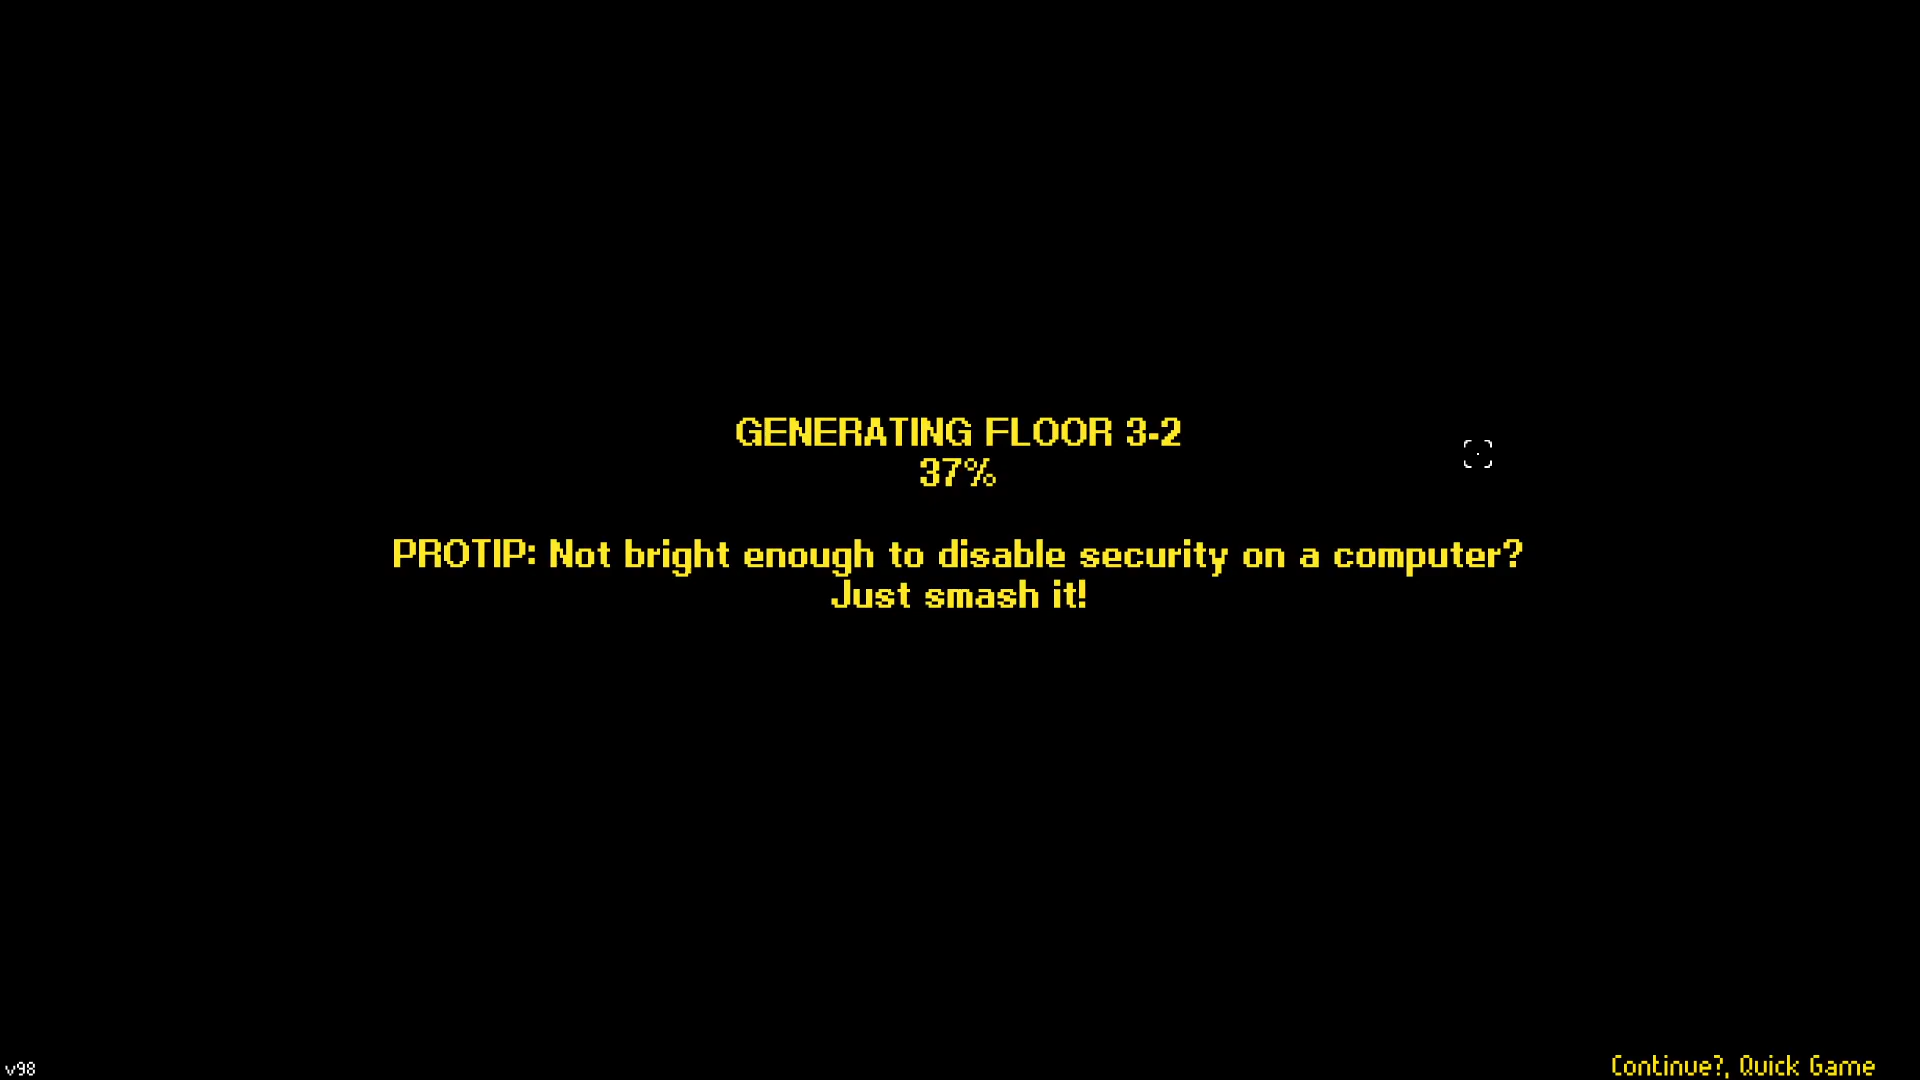 GENERATING FLOOR 3-2
37%
PROTIP: Not bright enough to disable security on a computer?
Just smash it!
v98
Continue?, Quick Game